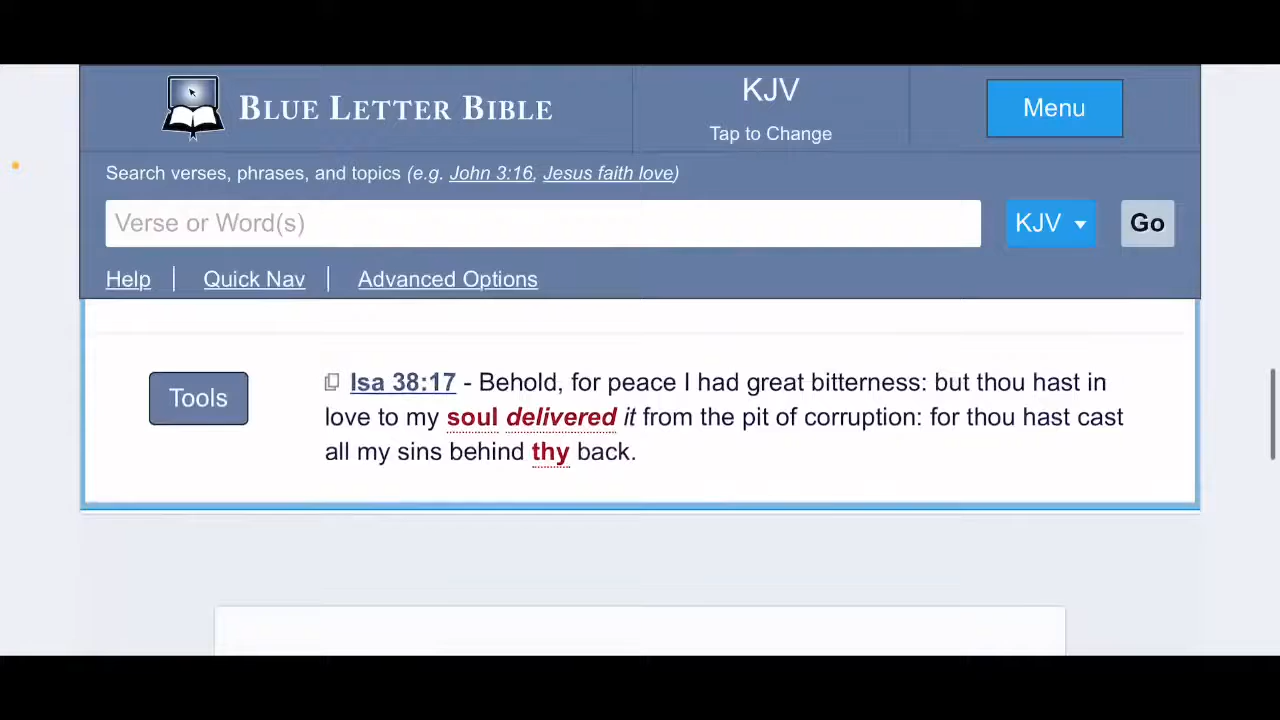 BLUE LETTER BIBLE
KJV
Tap to Change
Menu
Search verses, phrases, and topics (e.g. John 3:16, Jesus faith love)
Verse or Word(s)
KJV
Go
Help
Quick Nav
Advanced Options
Tools
Isa 38:17 - Behold, for peace I had great bitterness: but thou hast in
love to my soul delivered it from the pit of corruption: for thou hast cast
all my sins behind thy back.